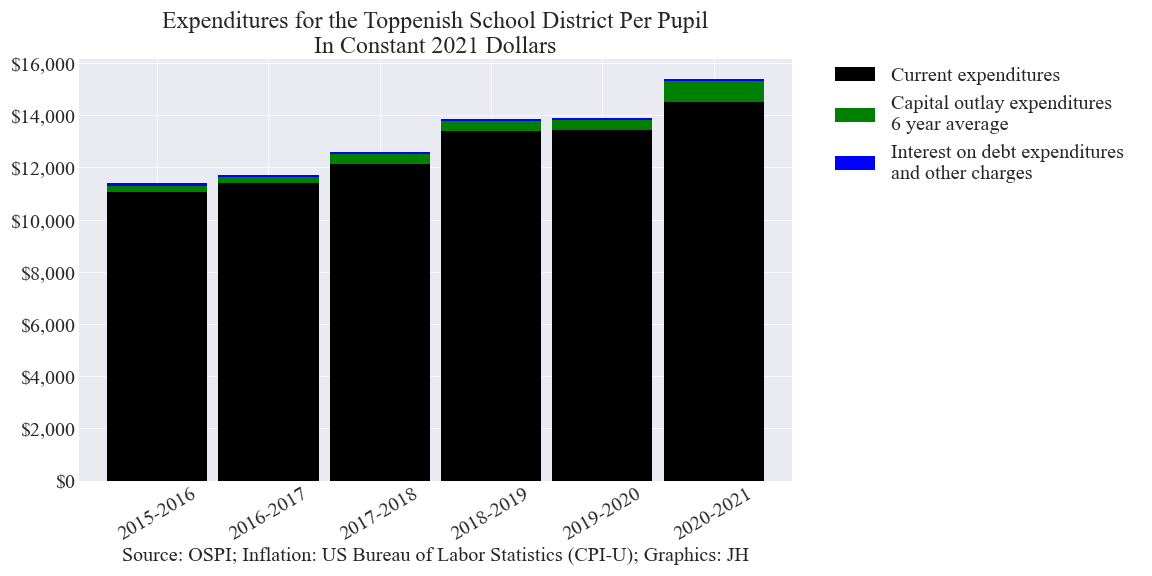 Expenditures for the Toppenish School District Per Pupil
In Constant 2021 Dollars
$16,000
$14,000
$12,000
$10,000
$8,000
$6,000
$4,000
$2,000
$0
2015-2016
2016-2017
2017-2018
2018-2019
2019-2020
2020-2021
Current expenditures
Capital outlay expenditures
6 year average
Interest on debt expenditures
and other charges
Source: OSPI; Inflation: US Bureau of Labor Statistics (CPI-U); Graphics: JH